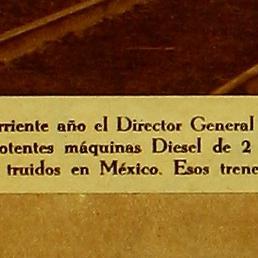 rriente año el Director General
otentes máquinas Diesel de 2
truidos en México. Esos trene